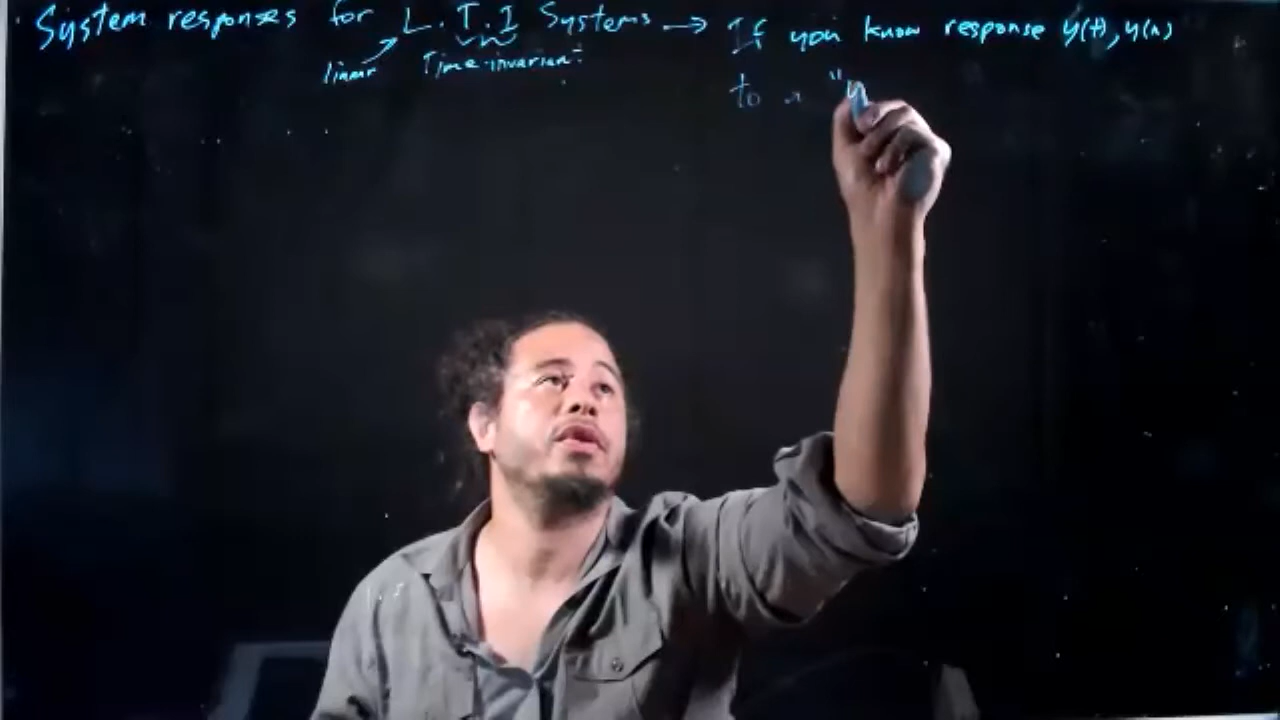 System responses for L.T.I Systems → If you know response y(t), y(n)
linear Time-invariant
to a "